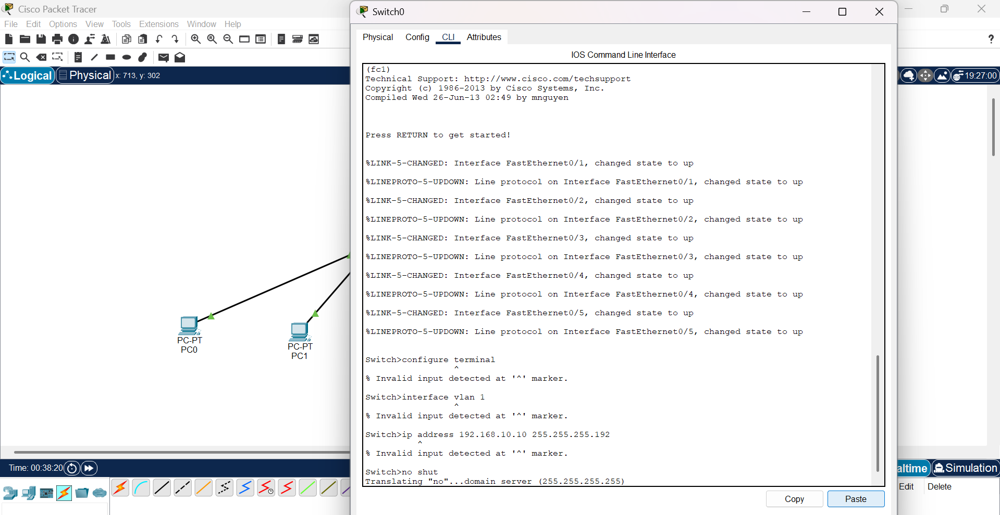 Cisco Packet Tracer
File Edit Options View Tools Extensions Window Help
Logical
Physical x: 713, y: 302
PC-PT
PC0
PC-PT
PC1
Time: 00:38:20
Switch0
Physical Config CLI Attributes
IOS Command Line Interface
(fc1)
Technical Support: http://www.cisco.com/techsupport
Copyright (c) 1986-2013 by Cisco Systems, Inc.
Compiled Wed 26-Jun-13 02:49 by mnguyen
Press RETURN to get started!
%LINK-5-CHANGED: Interface FastEthernet0/1, changed state to up
%LINEPROTO-5-UPDOWN: Line protocol on Interface FastEthernet0/1, changed state to up
%LINK-5-CHANGED: Interface FastEthernet0/2, changed state to up
%LINEPROTO-5-UPDOWN: Line protocol on Interface FastEthernet0/2, changed state to up
%LINK-5-CHANGED: Interface FastEthernet0/3, changed state to up
%LINEPROTO-5-UPDOWN: Line protocol on Interface FastEthernet0/3, changed state to up
%LINK-5-CHANGED: Interface FastEthernet0/4, changed state to up
%LINEPROTO-5-UPDOWN: Line protocol on Interface FastEthernet0/4, changed state to up
%LINK-5-CHANGED: Interface FastEthernet0/5, changed state to up
%LINEPROTO-5-UPDOWN: Line protocol on Interface FastEthernet0/5, changed state to up
Switch>configure terminal
^
% Invalid input detected at '^' marker.
Switch>interface vlan 1
^
% Invalid input detected at '^' marker.
Switch>ip address 192.168.10.10 255.255.255.192
^
% Invalid input detected at '^' marker.
Switch>no shut
Translating "no"...domain server (255.255.255.255)
Copy Paste
?
19:27:00
altime Simulation
Edit Delete